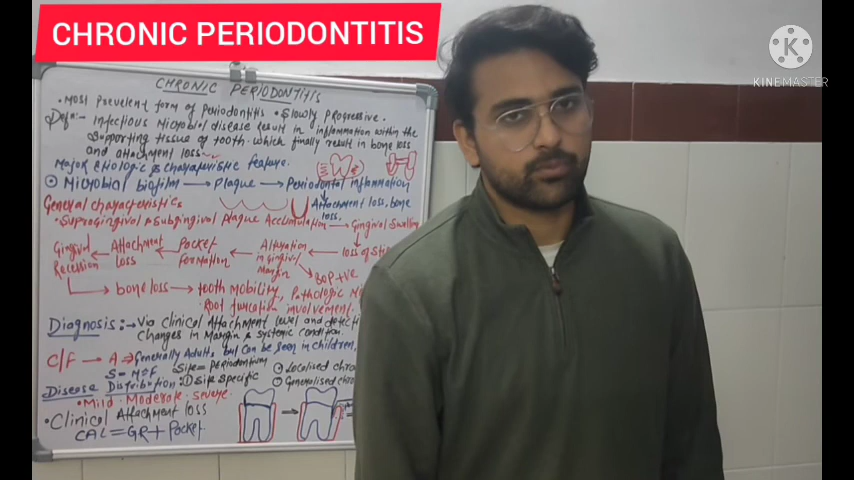 CHRONIC PERIODONTITIS
K
KINEMASTER
CHRONIC PERIODONTITIS
• Most prevelent form of Periodontitis • Slowly Progressive.
Defn:- Infectious Microbial disease result in inflammation within the
supporting tissue of tooth which finally result in bone loss
and attachment loss
Major Etiologic & characteristic feature.
Microbial biofilm → Plaque → Periodontal inflammation
Attachment loss, bone
loss.
General characteristics
• Supragingival & Subgingival plaque Accumulation → Gingival Swelling
Gingival Recession ← Attachment loss ← Pocket Formation ← Alteration in Gingival Margin ← loss of
BOP +ve
bone loss → tooth mobility, Pathologic
Root furcation involvement.
Diagnosis:→ Via Clinical Attachment level and
changes in Margin & systemic condition.
C/F → A ⇒ Generally Adults but can be seen in children,
S = M=F • Site = Periodontium
Disease Distribution: Site Specific
Localised
Generalised
• Mild • Moderate • severe.
• Clinical Attachment loss
CAL = GR + Pocket